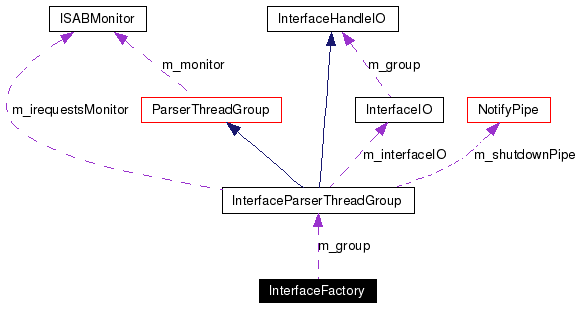 ISABMonitor
InterfaceHandleIO
m_monitor
m_group
m_irequestsMonitor
ParserThreadGroup
InterfaceIO
NotifyPipe
m_interfaceIO
m_shutdownPipe
InterfaceParserThreadGroup
m_group
InterfaceFactory